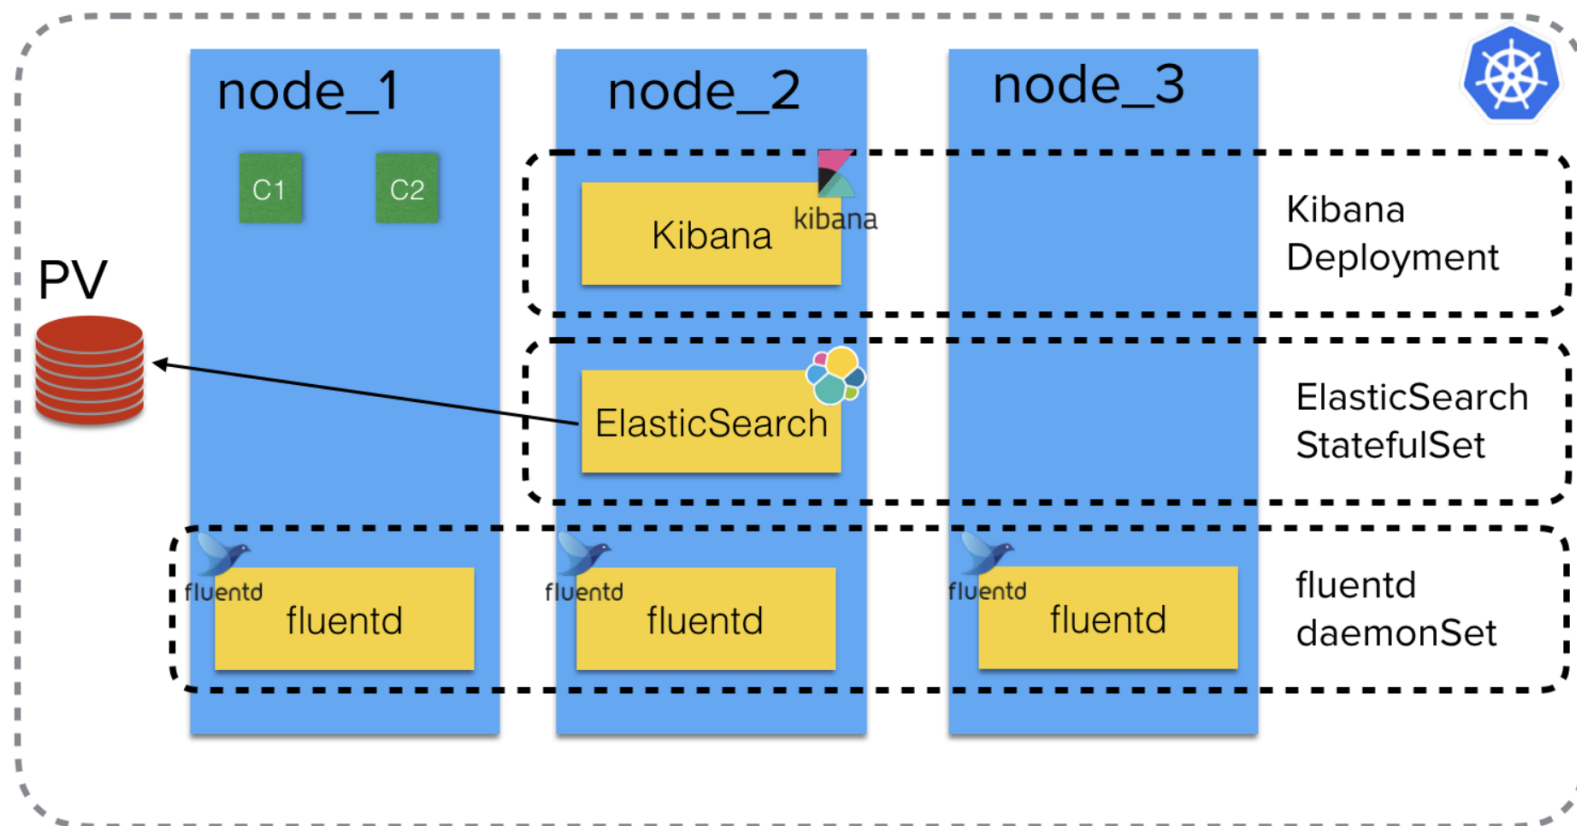 node_1
node_2
node_3
C1
C2
kibana
Kibana
Kibana
Deployment
PV
ElasticSearch
ElasticSearch
StatefulSet
fluentd
fluentd
fluentd
fluentd
fluentd
fluentd
fluentd
daemonSet